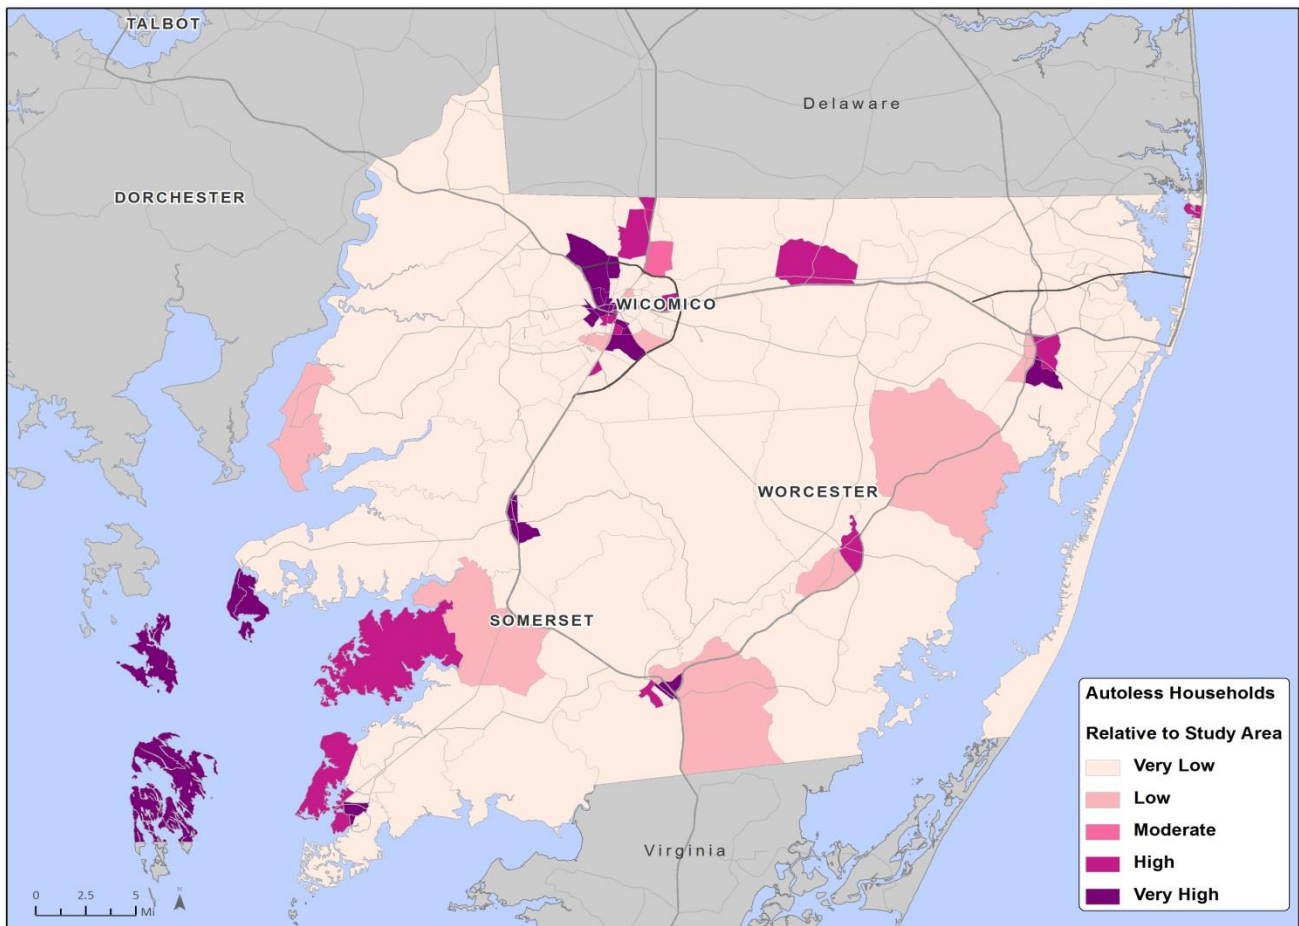 TALBOT
Delaware
DORCHESTER
WICOMICO
WORCESTER
SOMERSET
Virginia
Autoless Households
Relative to Study Area
Very Low
Low
Moderate
High
Very High
0 2.5 5
Mi
N